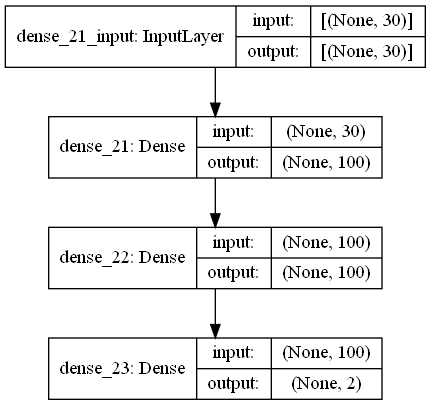 dense_21_input: InputLayer
input: [(None, 30)]
output: [(None, 30)]
dense_21: Dense
input: (None, 30)
output: (None, 100)
dense_22: Dense
input: (None, 100)
output: (None, 100)
dense_23: Dense
input: (None, 100)
output: (None, 2)